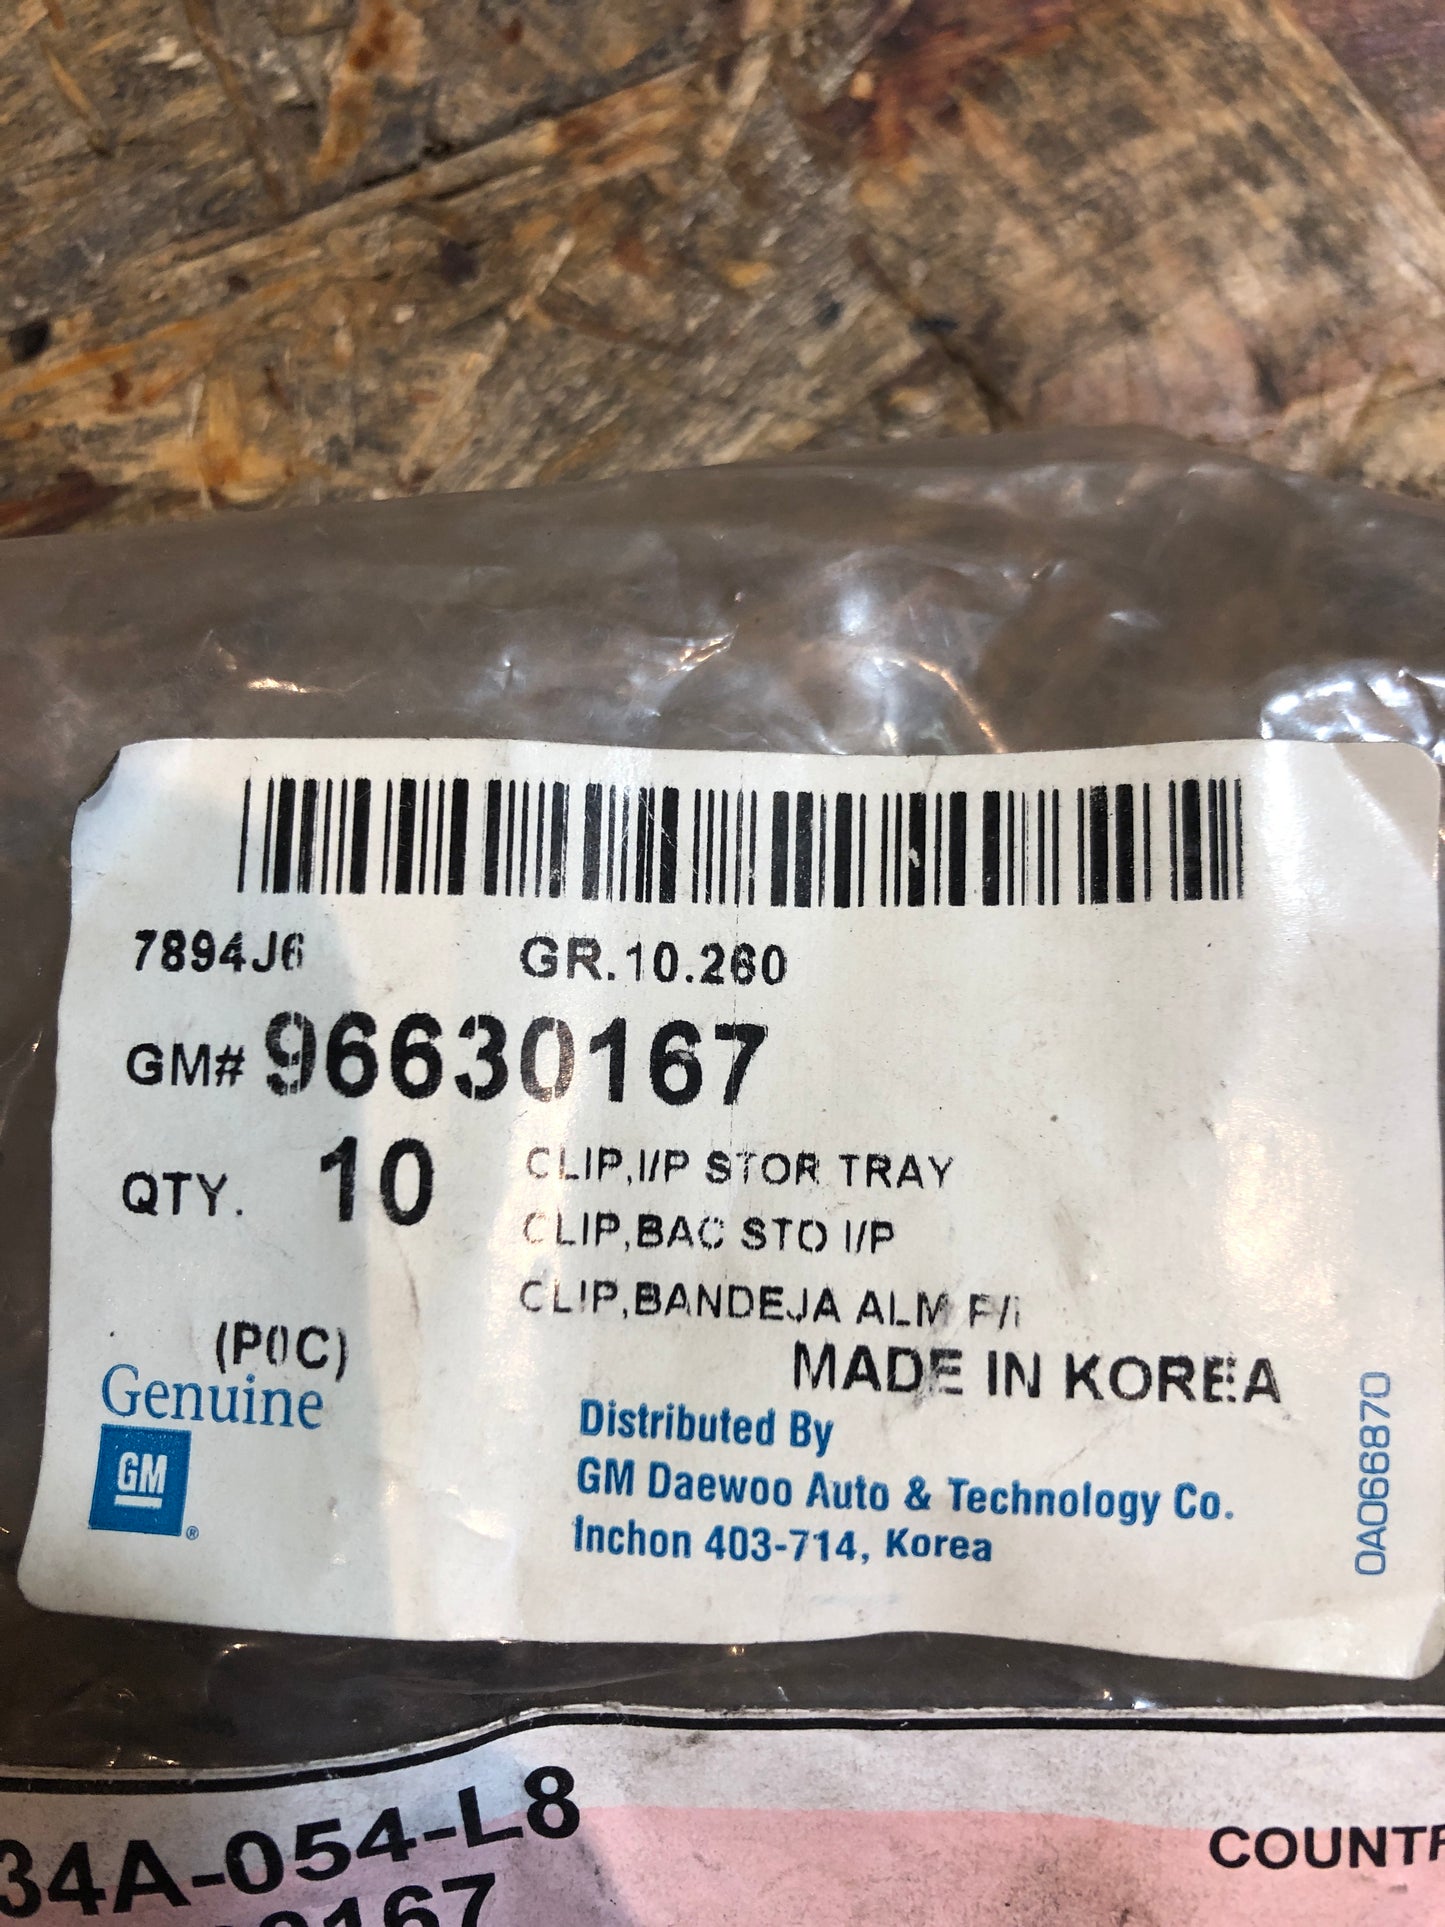 7894J6 GR.10.260
GM# 96630167
QTY. 10 CLIP,I/P STOR TRAY
CLIP,BAC STO I/P
CLIP,BANDEJA ALM P/I
(P0C) MADE IN KOREA
Genuine
GM
®
Distributed By
GM Daewoo Auto & Technology Co.
Inchon 403-714, Korea
0A066870
34A-054-L8
COUNTR
0167